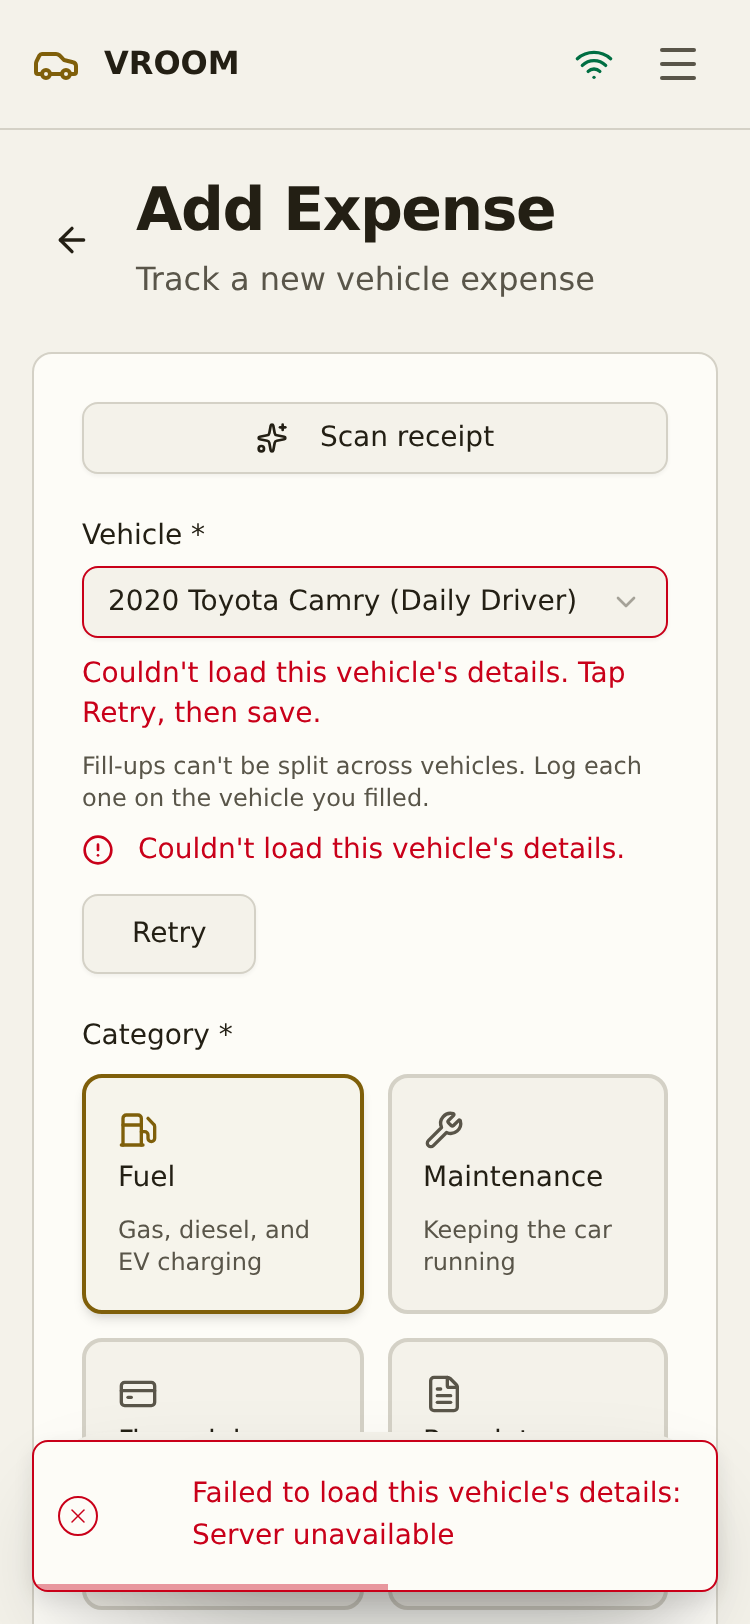 VROOM
Add Expense
Track a new vehicle expense
Scan receipt
Vehicle *
2020 Toyota Camry (Daily Driver)
Couldn't load this vehicle's details. Tap
Retry, then save.
Fill-ups can't be split across vehicles. Log each
one on the vehicle you filled.
Couldn't load this vehicle's details.
Retry
Category *
Fuel
Maintenance
Gas, diesel, and
EV charging
Keeping the car
running
Failed to load this vehicle's details:
Server unavailable